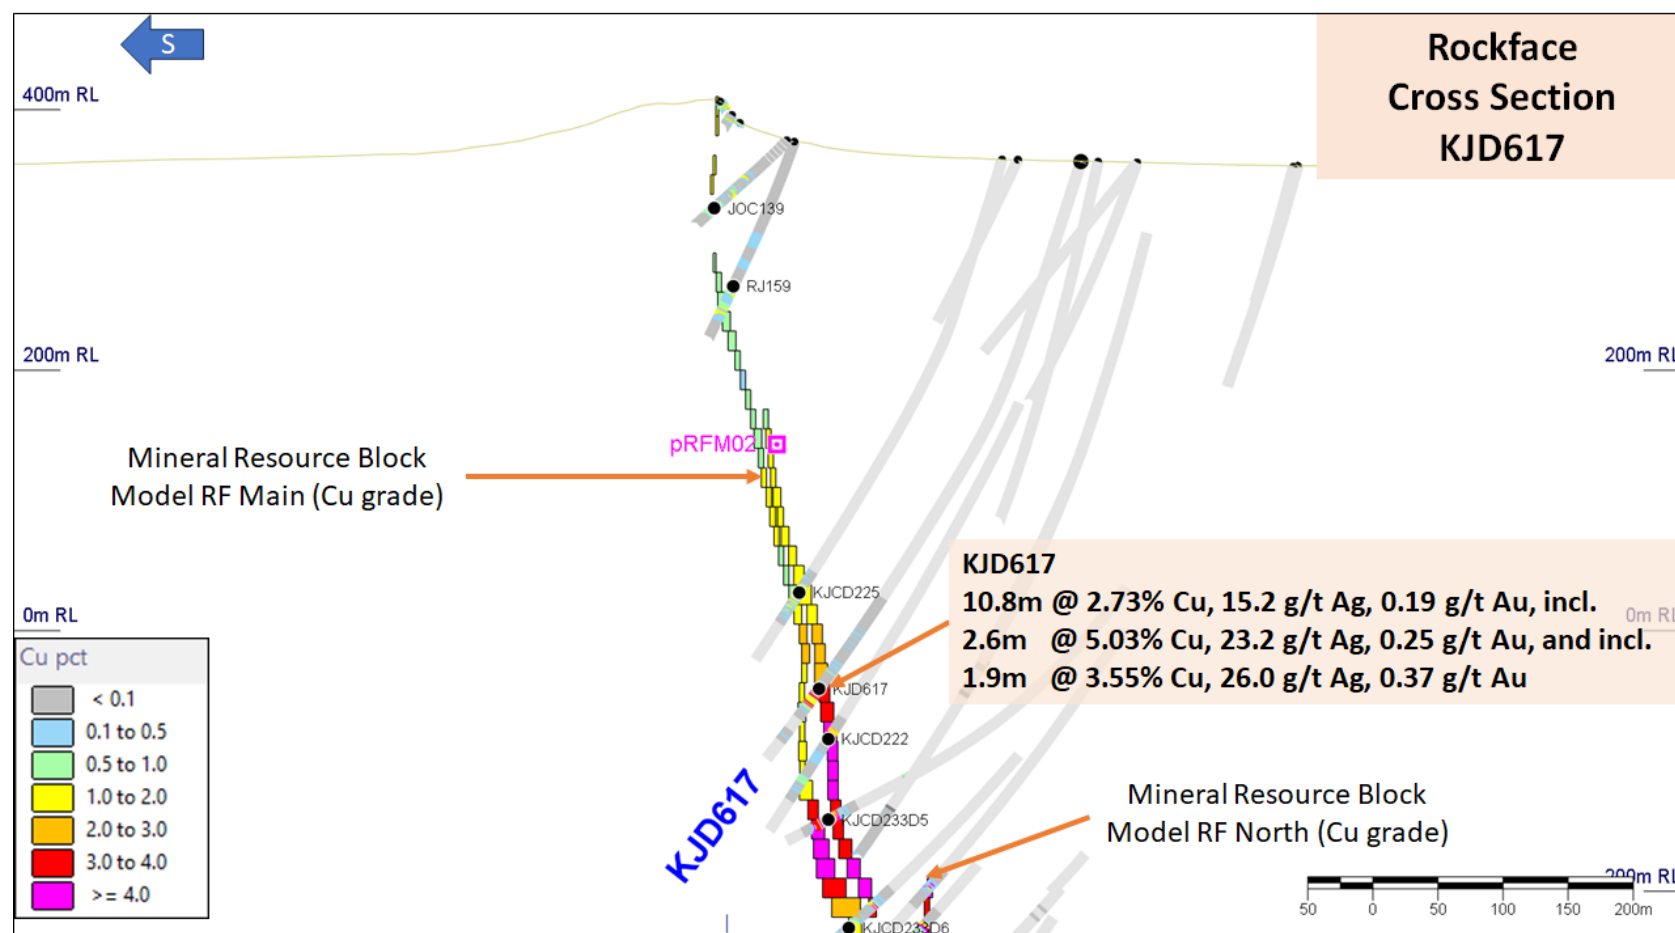 S
Rockface
Cross Section
KJD617
400m RL
JOC139
RJ159
200m RL
200m RL
pRFM02
Mineral Resource Block
Model RF Main (Cu grade)
KJD617
10.8m @ 2.73% Cu, 15.2 g/t Ag, 0.19 g/t Au, incl.
2.6m @ 5.03% Cu, 23.2 g/t Ag, 0.25 g/t Au, and incl.
1.9m @ 3.55% Cu, 26.0 g/t Ag, 0.37 g/t Au
KJCD225
0m RL
0m RL
KJD617
KJCD222
KJD617
KJCD233D5
Mineral Resource Block
Model RF North (Cu grade)
Cu pct
< 0.1
0.1 to 0.5
0.5 to 1.0
1.0 to 2.0
2.0 to 3.0
3.0 to 4.0
>= 4.0
200m RL
50 0 50 100 150 200m
KJCD233D6